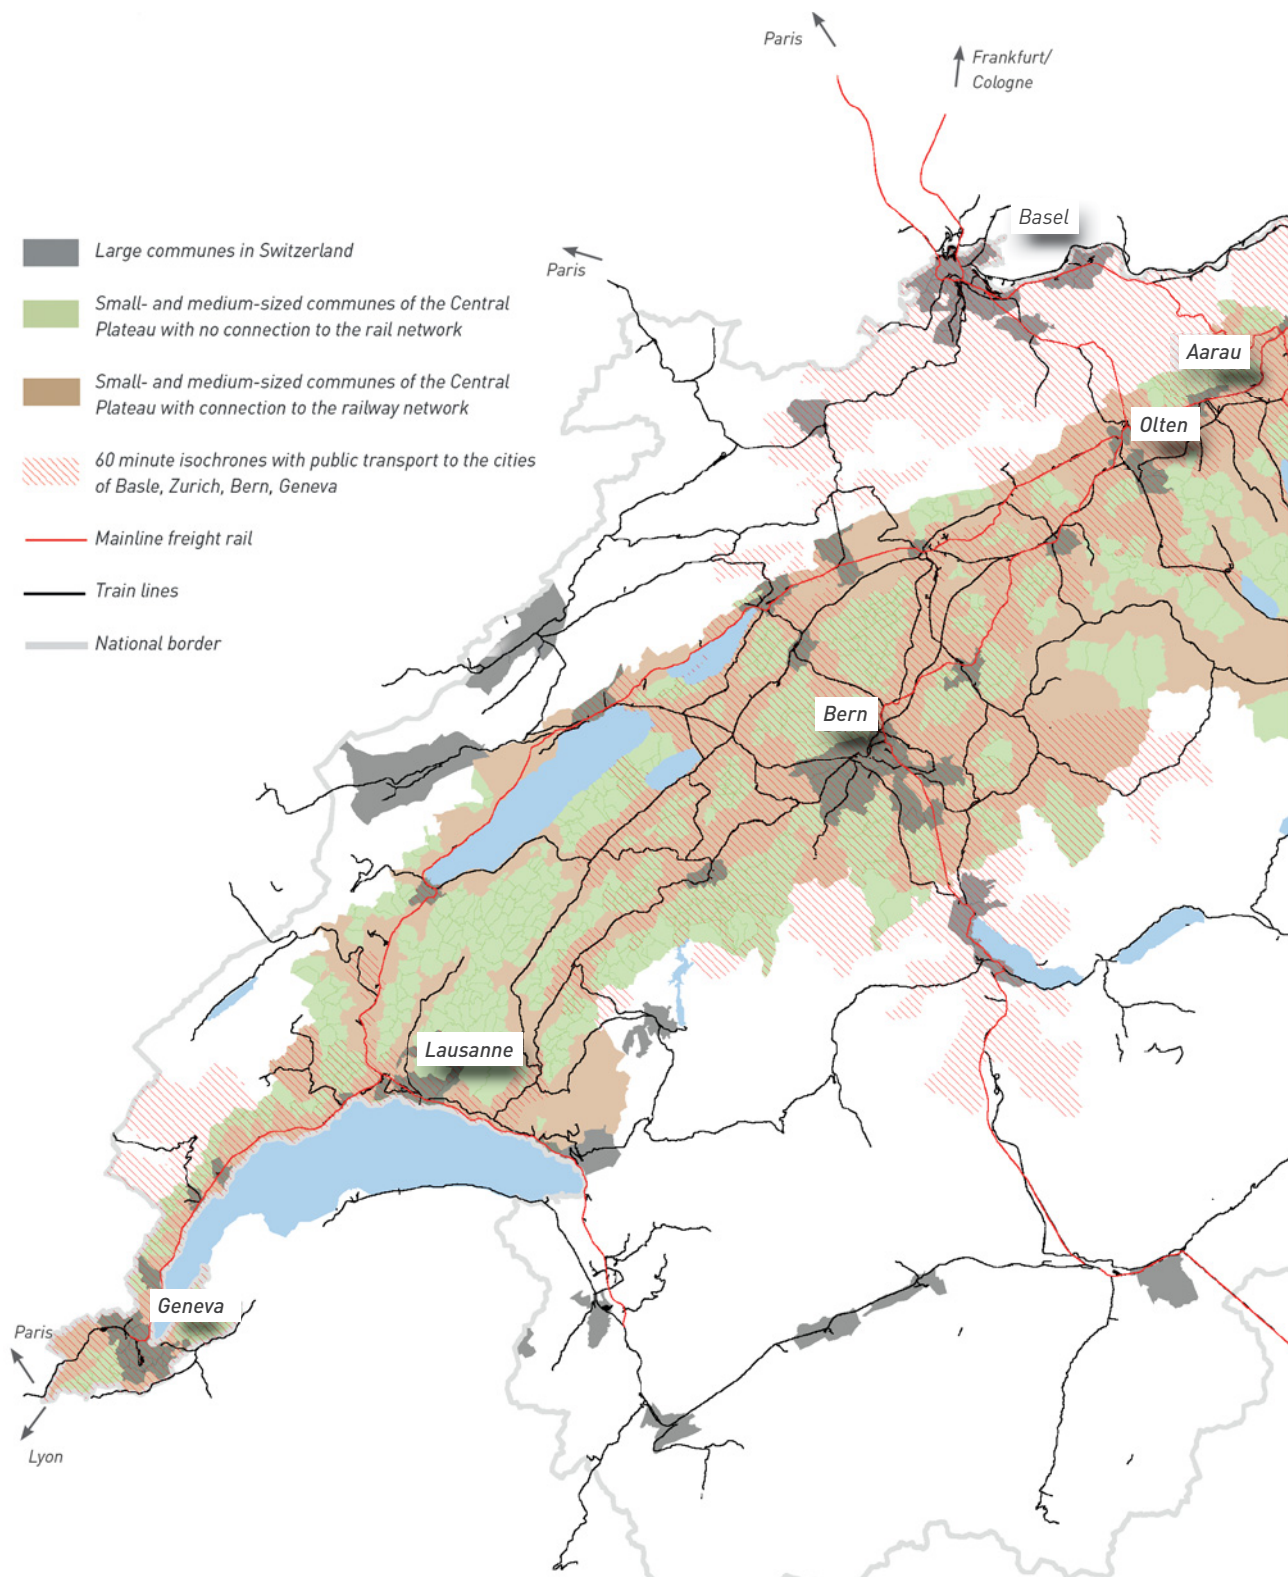 Paris
Frankfurt/
Cologne
Basel
Large communes in Switzerland
Paris
Small- and medium-sized communes of the Central
Plateau with no connection to the rail network
Aarau
Small- and medium-sized communes of the Central
Plateau with connection to the railway network
Olten
60 minute isochrones with public transport to the cities
of Basle, Zurich, Bern, Geneva
Mainline freight rail
Train lines
National border
Bern
Lausanne
Geneva
Paris
Lyon